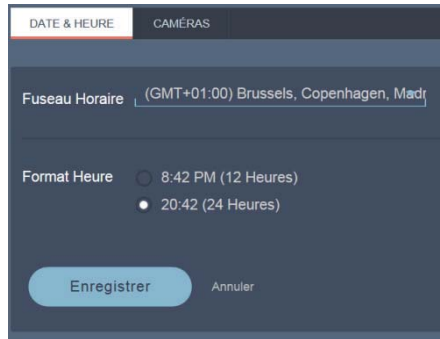 DATE & HEURE CAMÉRAS
Fuseau Horaire (GMT+01:00) Brussels, Copenhagen, Madr
Format Heure 8:42 PM (12 Heures)
20:42 (24 Heures)
Enregistrer Annuler